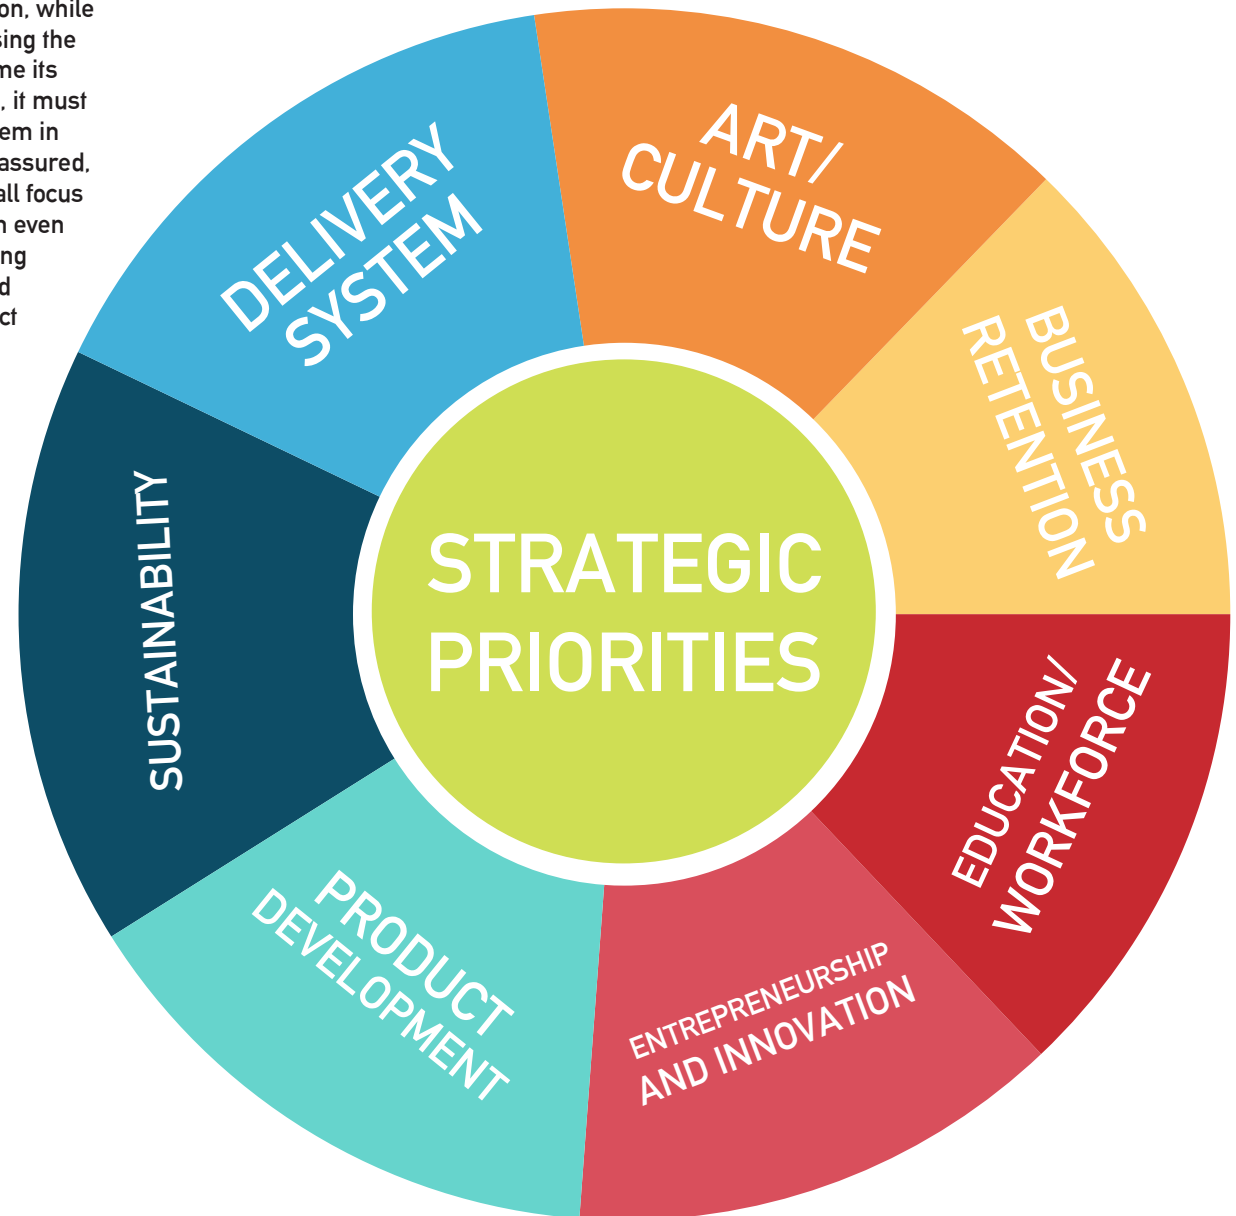 on, while
sing the
me its
, it must
em in
assured,
all focus
n even
ng
d
ct
ART/
CULTURE
BUSINESS
RETENTION
EDUCATION/
WORKFORCE
ENTREPRENEURSHIP
AND INNOVATION
PRODUCT
DEVELOPMENT
SUSTAINABILITY
DELIVERY
SYSTEM
STRATEGIC
PRIORITIES